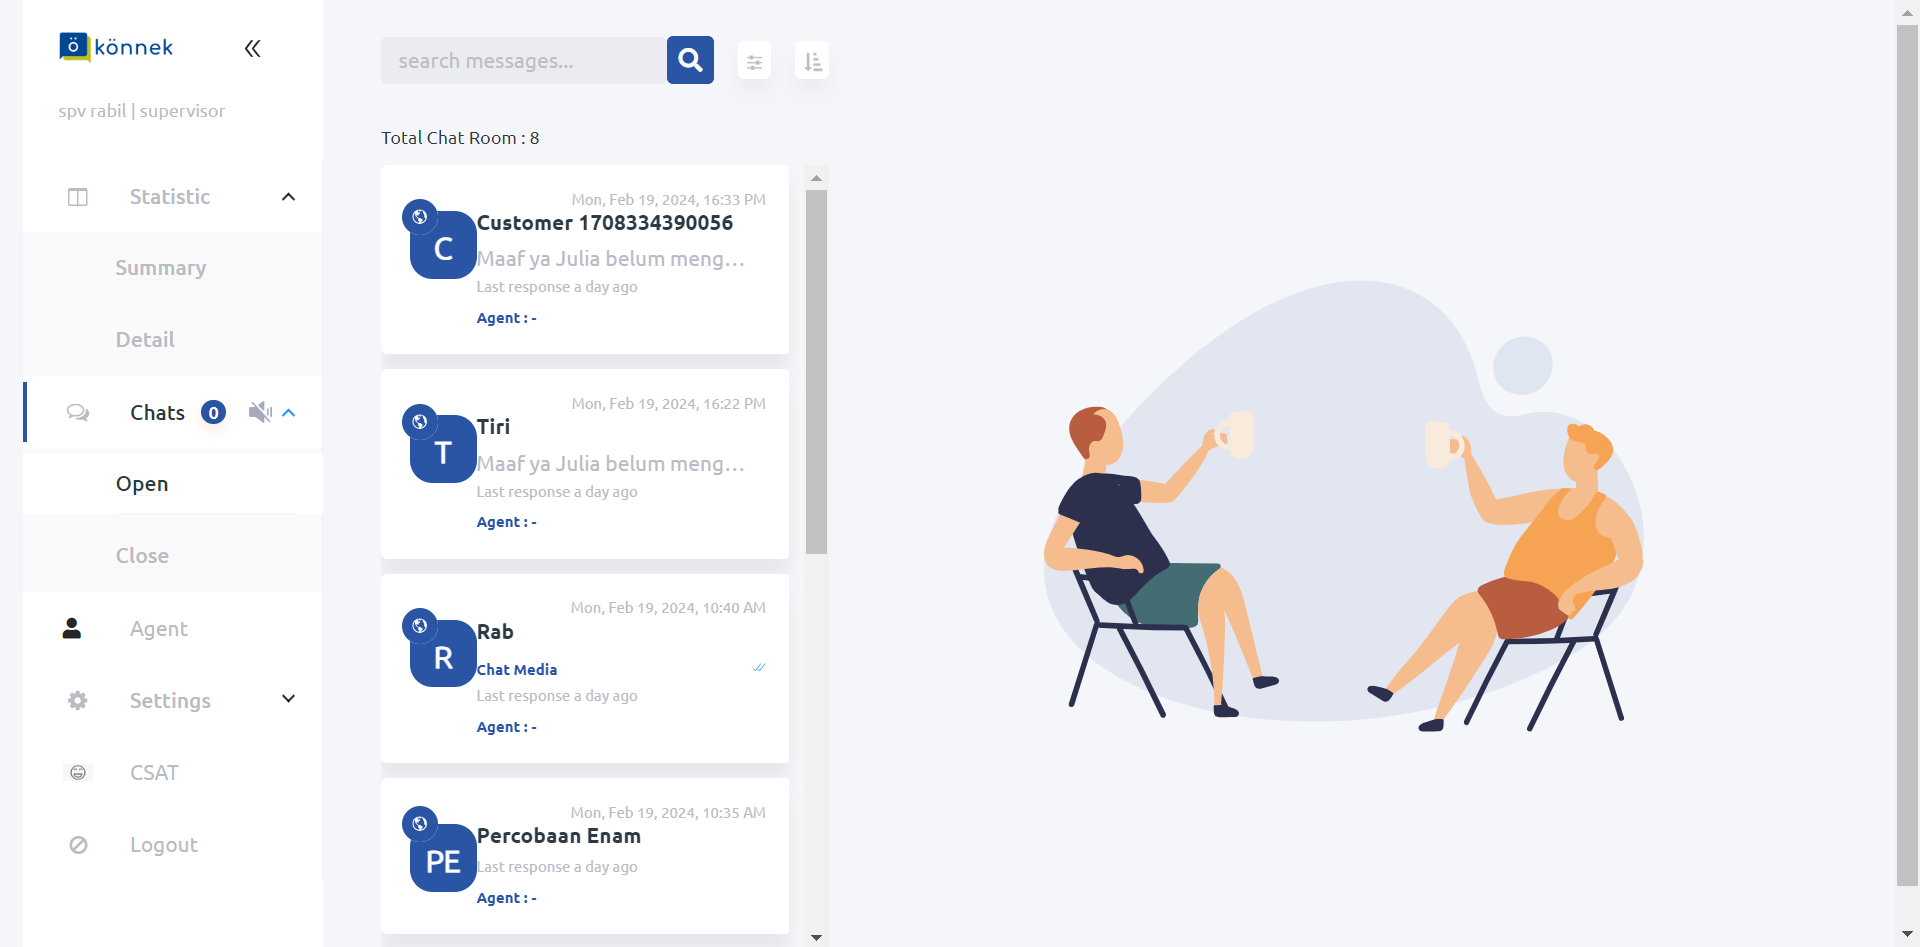 ö könnek
spv rabil | supervisor
Statistic
Summary
Detail
Chats 0
Open
Close
Agent
Settings
CSAT
Logout
search messages...
Total Chat Room : 8
Mon, Feb 19, 2024, 16:33 PM
C
Customer 1708334390056
Maaf ya Julia belum meng...
Last response a day ago
Agent : -
Mon, Feb 19, 2024, 16:22 PM
T
Tiri
Maaf ya Julia belum meng...
Last response a day ago
Agent : -
Mon, Feb 19, 2024, 10:40 AM
R
Rab
Chat Media
Last response a day ago
Agent : -
Mon, Feb 19, 2024, 10:35 AM
PE
Percobaan Enam
Last response a day ago
Agent : -